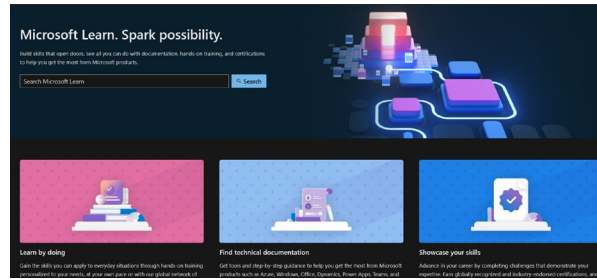 Microsoft Learn. Spark possibility.
Build skills that open doors. See all you can do with documentation, hands-on training, and certifications
to help you get the most from Microsoft products.
Search Microsoft Learn
Search
Learn by doing
Gain the skills you can apply to everyday situations through hands-on training
personalized to your needs, at your own pace or with our global network of
Find technical documentation
Get tools and step-by-step guidance to help you get the most from Microsoft
products such as Azure, Windows, Office, Dynamics, Power Apps, Teams, and
Showcase your skills
Advance in your career by completing challenges that demonstrate your
expertise. Earn globally recognized and industry-endorsed certifications, and